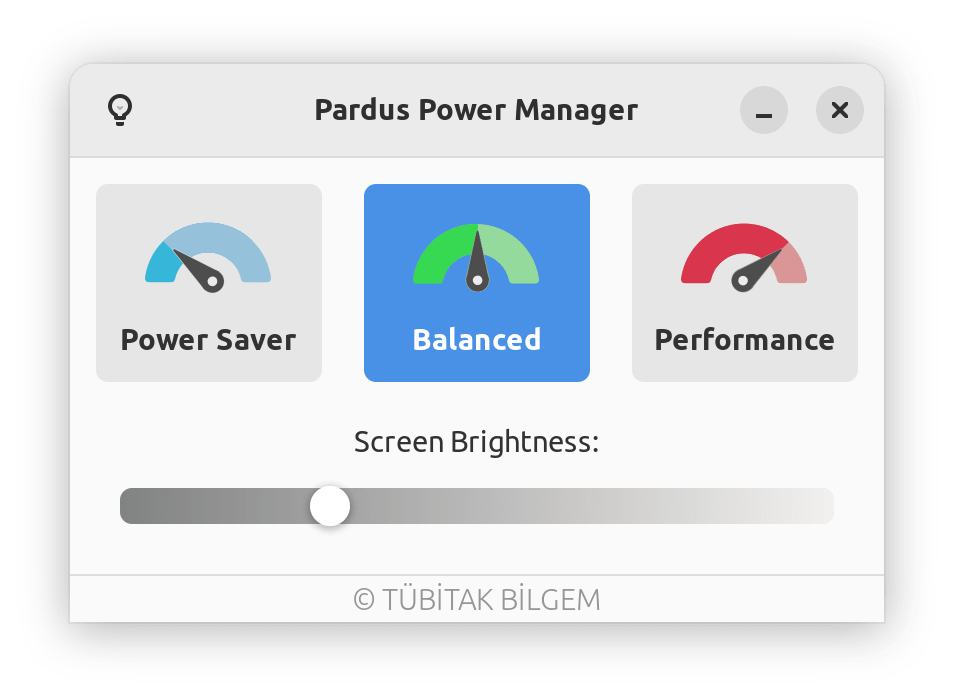 Pardus Power Manager
Power Saver
Balanced
Performance
Screen Brightness:
© TÜBİTAK BİLGEM